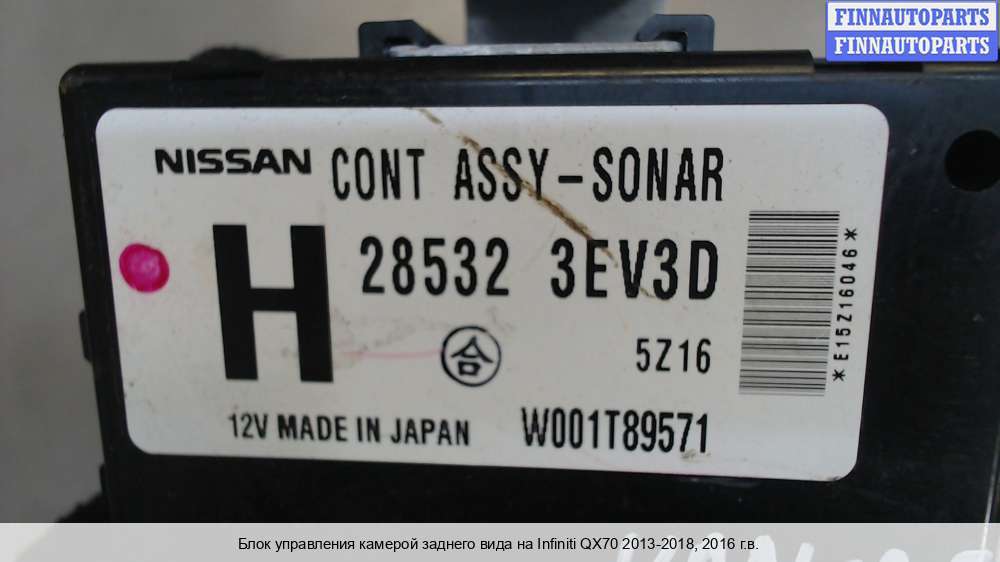 FINNAUTOPARTS
FINNAUTOPARTS
NISSAN CONT ASSY-SONAR
H 28532 3EV3D
合 5Z16
*E15Z16046*
12V MADE IN JAPAN W001T89571
Блок управления камерой заднего вида на Infiniti QX70 2013-2018, 2016 г.в.